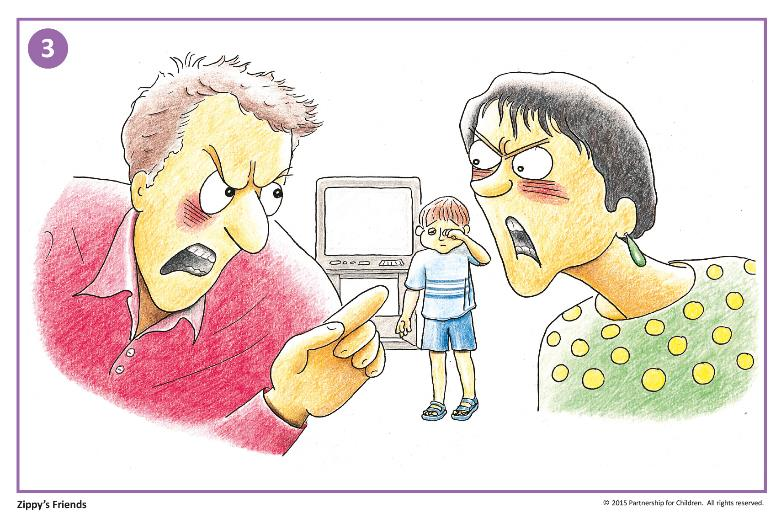 3
Zippy's Friends
© 2015 Partnership for Children. All rights reserved.